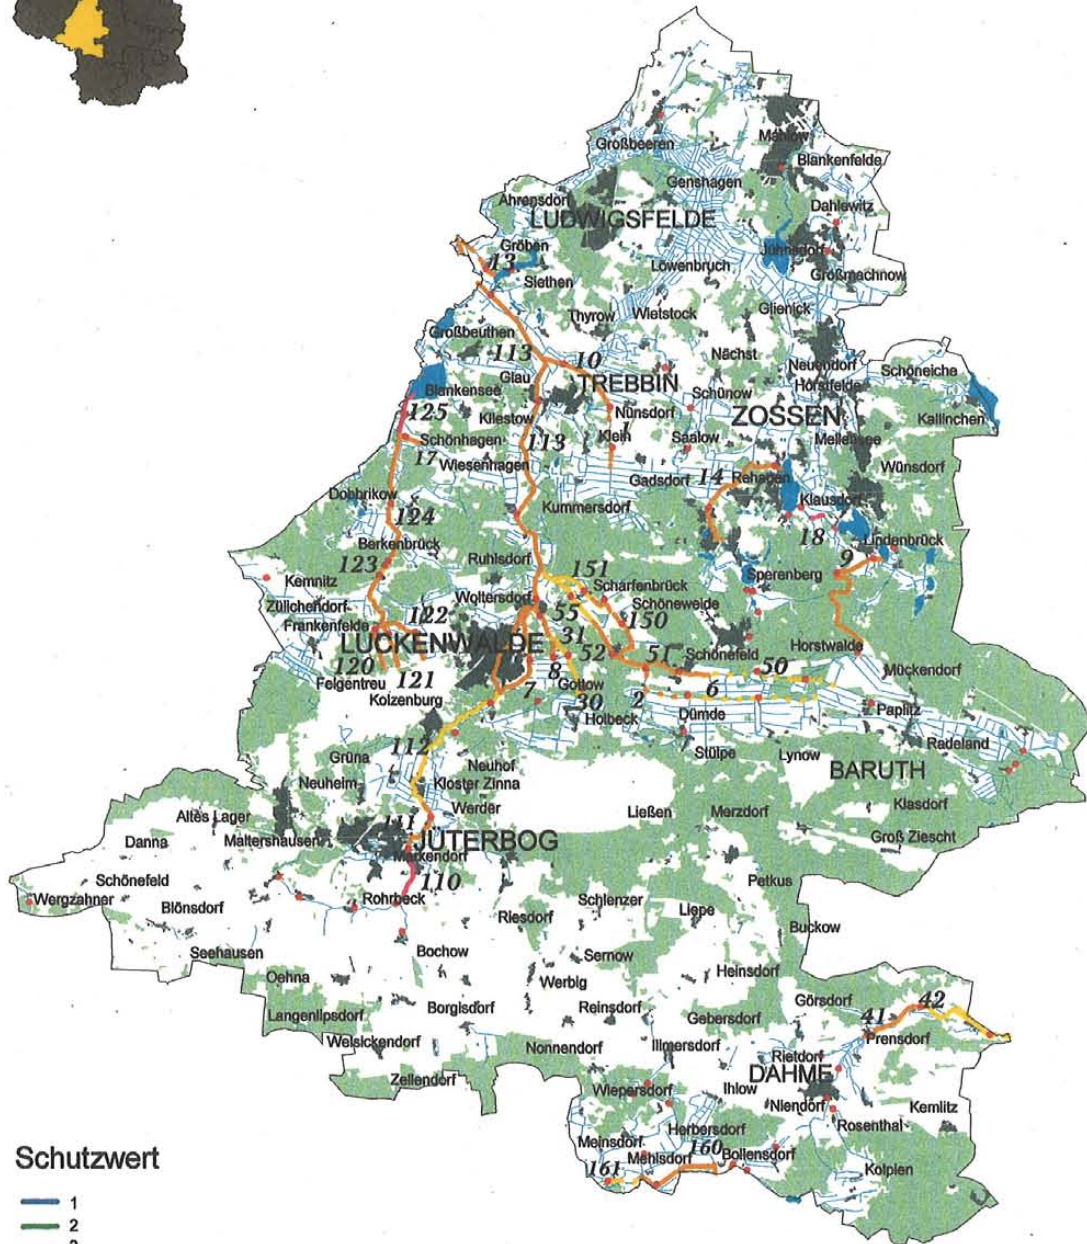 Mahlow
Großbeeren
Blankenfelde
Genshagen
Ahrensdorf
Dahlewitz
LUDWIGSFELDE
Gröben
Jühnsdorf
13
Löwenbruch
Großmachnow
Siethen
Glienick
Thyrow
Wietstock
Großbeuthen
113
10
Nächst
Neuendorf
Schöneiche
Glau
TREBBIN
Horstfelde
Blankensee
Schünow
125
Kliestow
Nunsdorf
ZOSSEN
Kallinchen
1
Schönhagen
113
Klein
Saalow
Mellensee
17
Wiesenhagen
Wünsdorf
Gadsdorf
14
Rehagen
Dobbrikow
Klausdorf
124
Kummersdorf
18
Berkenbrück
Lindenbrück
123
Ruhlsdorf
9
151
Sperenberg
Kemnitz
Scharfenbrück
Woltersdorf
Zülichendorf
122
55
Schöneweide
Frankenfelde
150
LUCKENWALDE
31
Horstwalde
52
51
Schönefeld
120
8
50
Mückendorf
Felgentreu
121
7
Gottow
6
Kolzenburg
30
2
Holbeck
Dümde
Paplitz
112
Stülpe
Lynow
Radeland
Grüna
Neuhof
BARUTH
Neuheim
Kloster Zinna
Werder
Klasdorf
Altes Lager
111
Ließen
Merzdorf
Danna
Maltershausen
JÜTERBOG
Groß Ziescht
Markendorf
Schönefeld
110
Petkus
Wergzahner
Blönsdorf
Rohrbeck
Schlenzer
Liepe
Riesdorf
Buckow
Seehausen
Bochow
Sernow
Oehna
Werbig
Heinsdorf
Borgisdorf
Reinsdorf
Görsdorf
42
Langenlipsdorf
Gebersdorf
41
Prensdorf
Welsickendorf
Nonnendorf
Illmersdorf
Rietdorf
DAHME
Zellendorf
Wiepersdorf
Ihlow
Niendorf
Kemlitz
Rosenthal
Herbersdorf
Meinsdorf
160
Mehlsdorf
Bollensdorf
161
Kolpien
Schutzwert
1
2